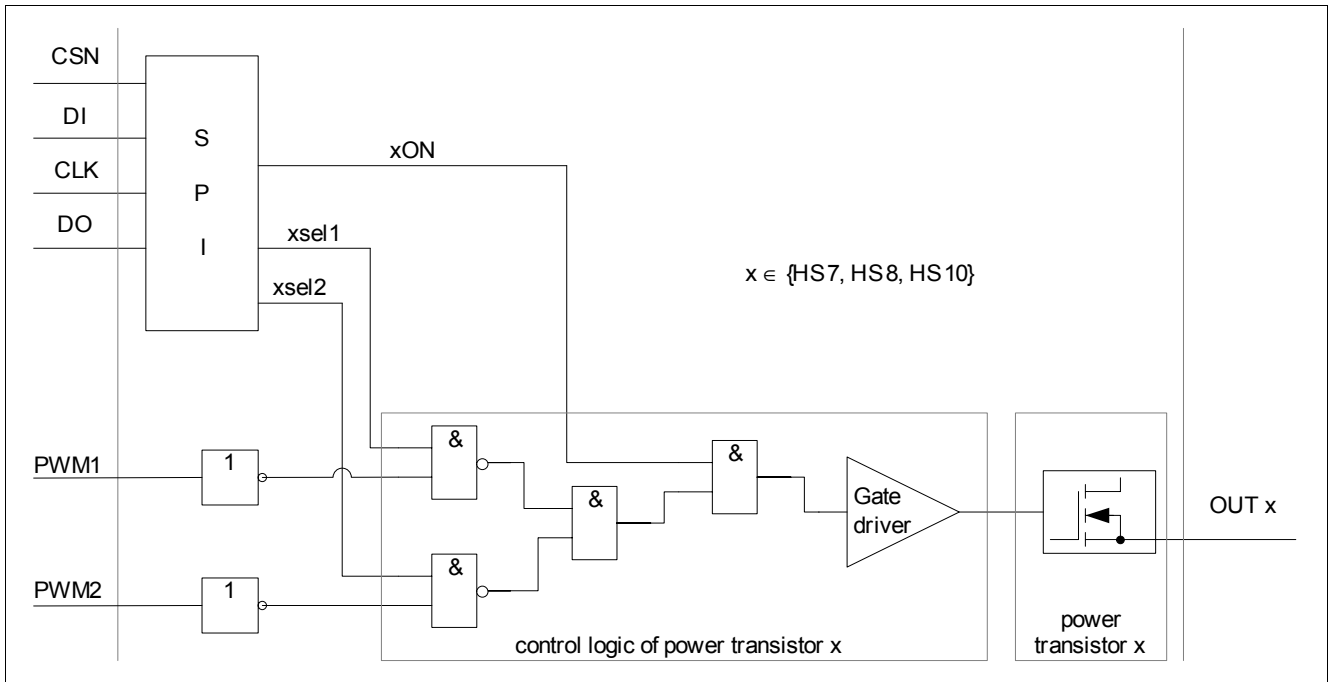 CSN
DI
CLK
DO
S
P
I
xON
xsel1
xsel2
x ∈ {HS7, HS8, HS10}
PWM1
1
&
&
&
Gate
driver
OUT x
PWM2
1
&
control logic of power transistor x
power
transistor x